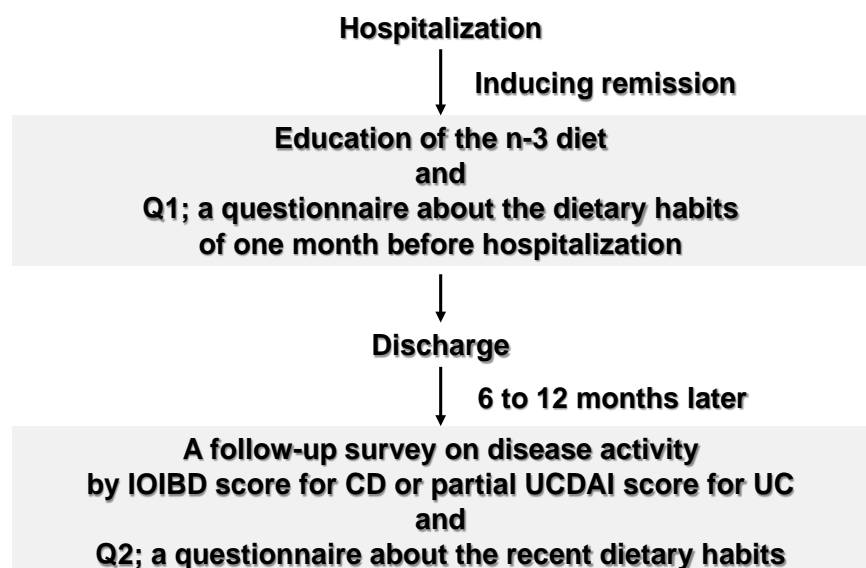 Hospitalization
Inducing remission
Education of the n-3 diet
and
Q1; a questionnaire about the dietary habits
of one month before hospitalization
Discharge
6 to 12 months later
A follow-up survey on disease activity
by IOIBD score for CD or partial UCDAI score for UC
and
Q2; a questionnaire about the recent dietary habits